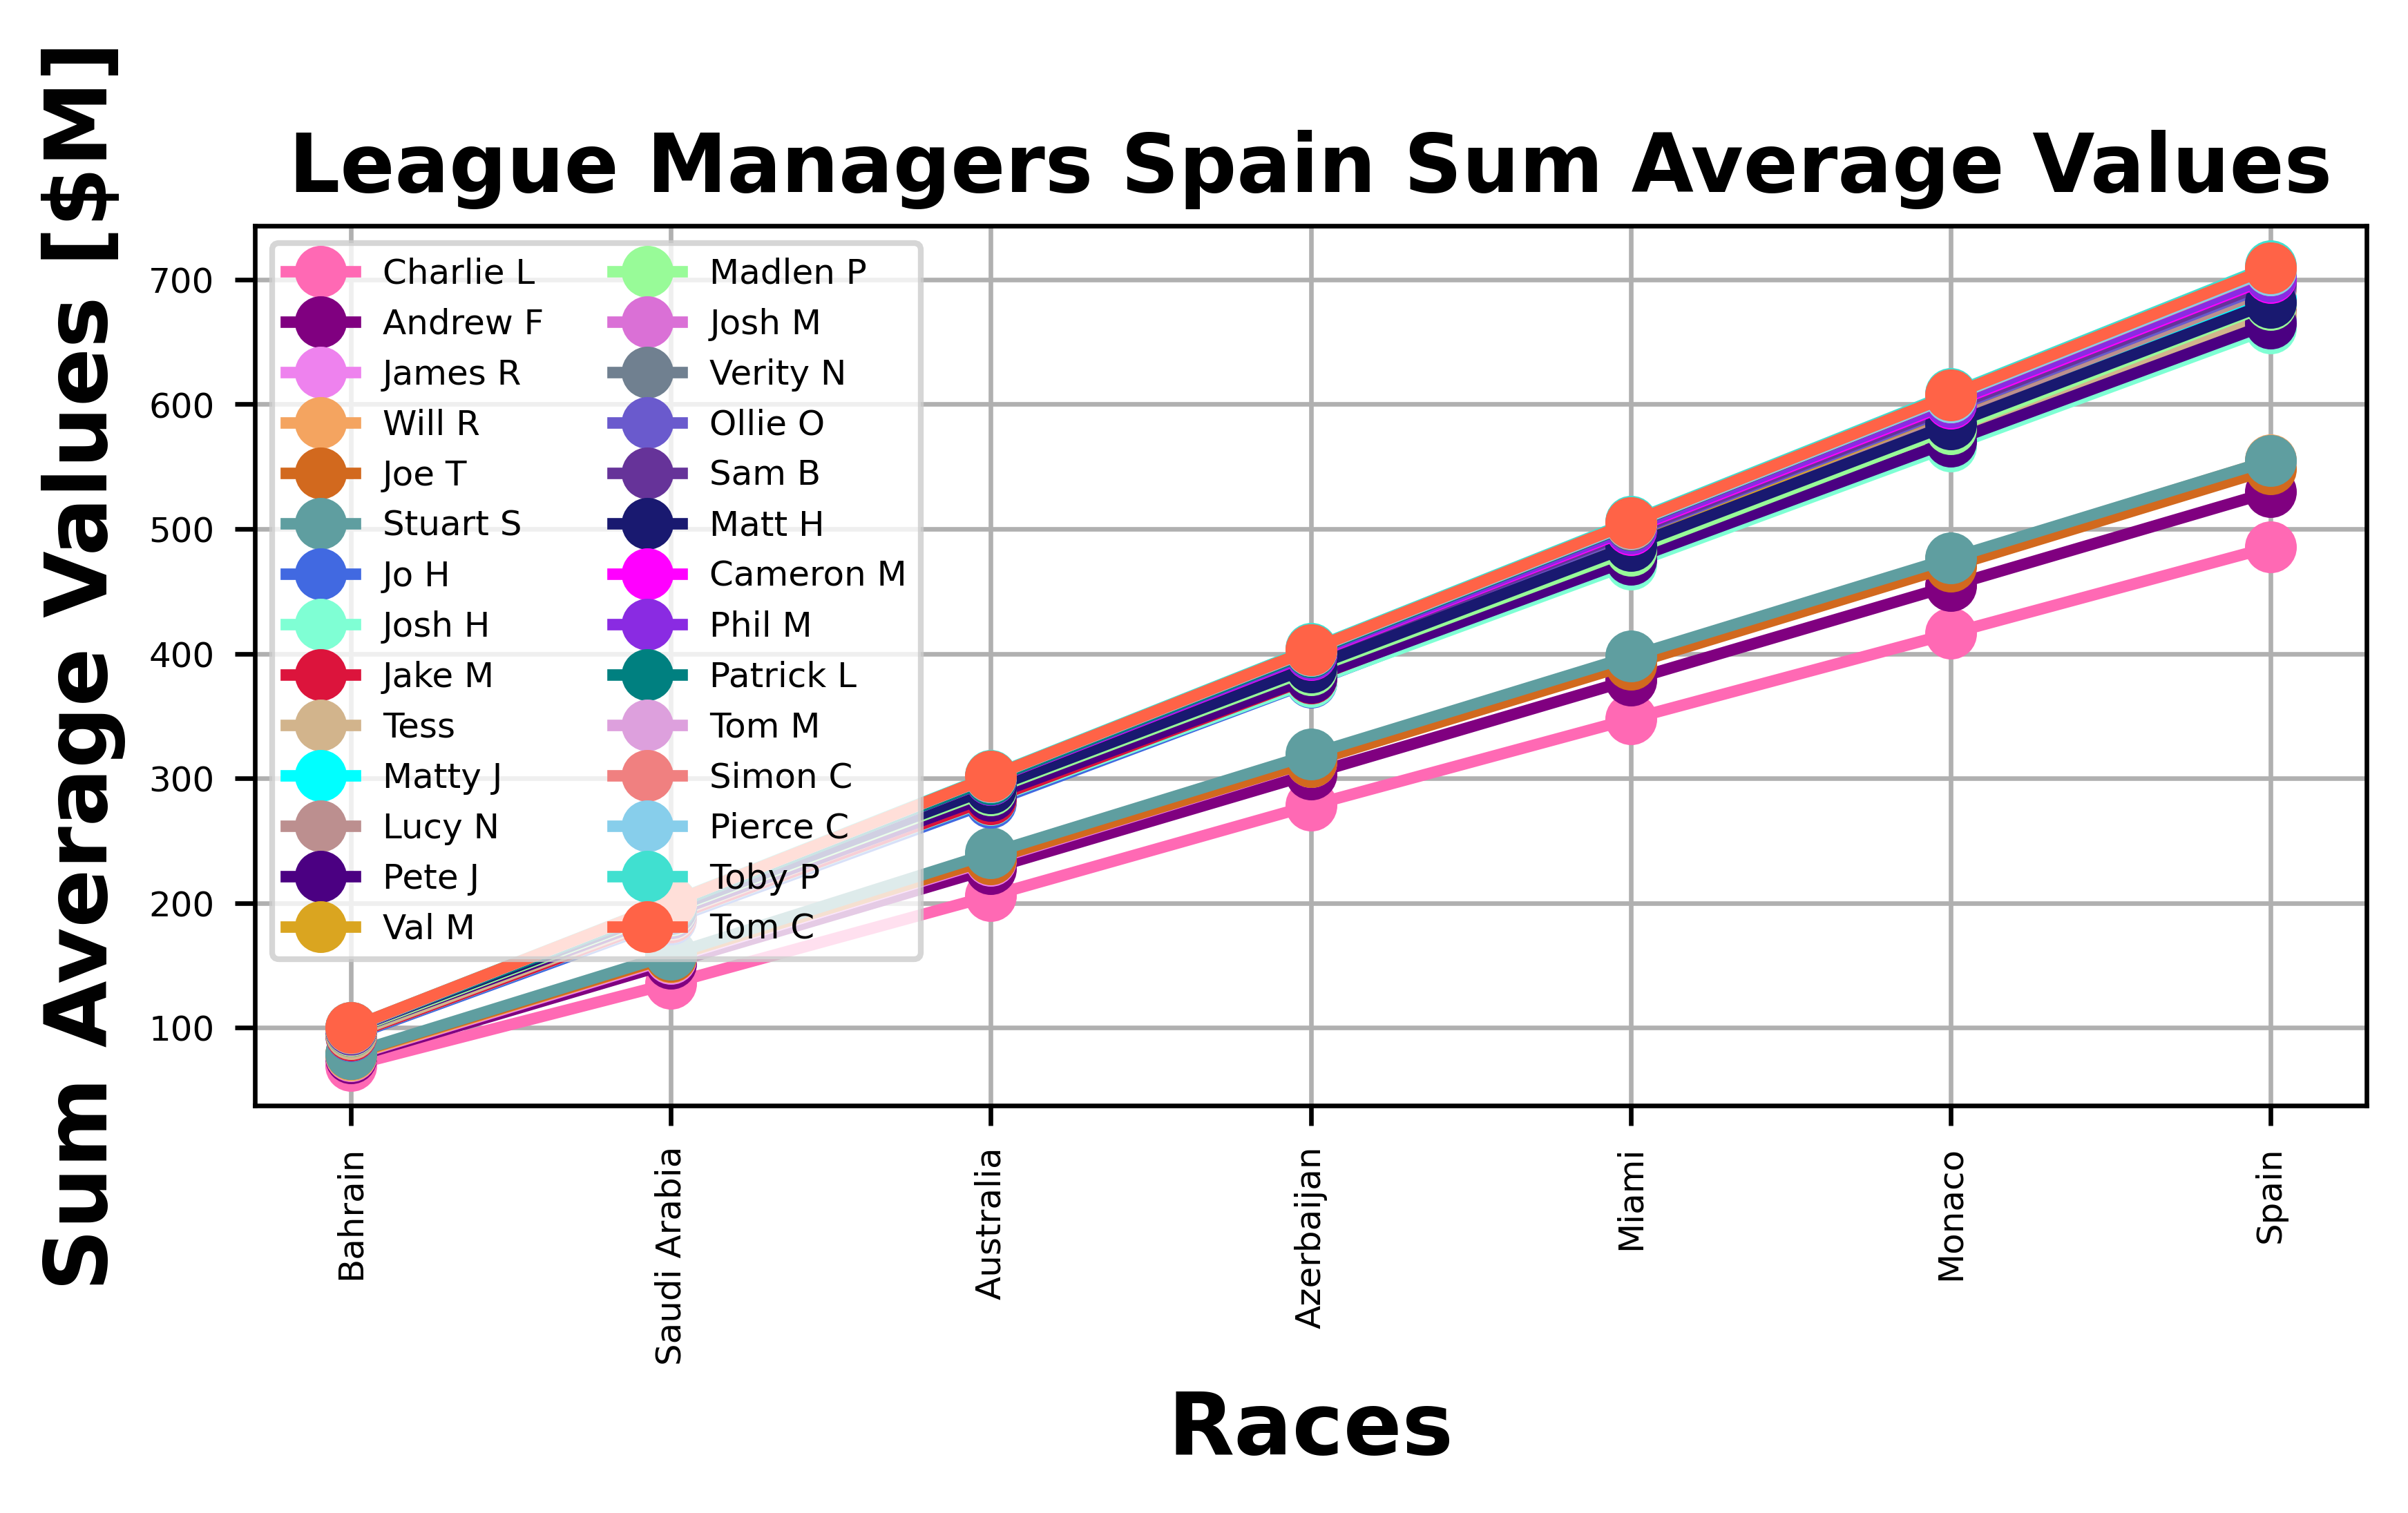 League Managers Spain Sum Average Values
Sum Average Values [$M]
700
600
500
400
300
200
100
Charlie L
Andrew F
James R
Will R
Joe T
Stuart S
Jo H
Josh H
Jake M
Tess
Matty J
Lucy N
Pete J
Val M
Madlen P
Josh M
Verity N
Ollie O
Sam B
Matt H
Cameron M
Phil M
Patrick L
Tom M
Simon C
Pierce C
Toby P
Tom C
Bahrain
Saudi Arabia
Australia
Azerbaijan
Miami
Monaco
Spain
Races